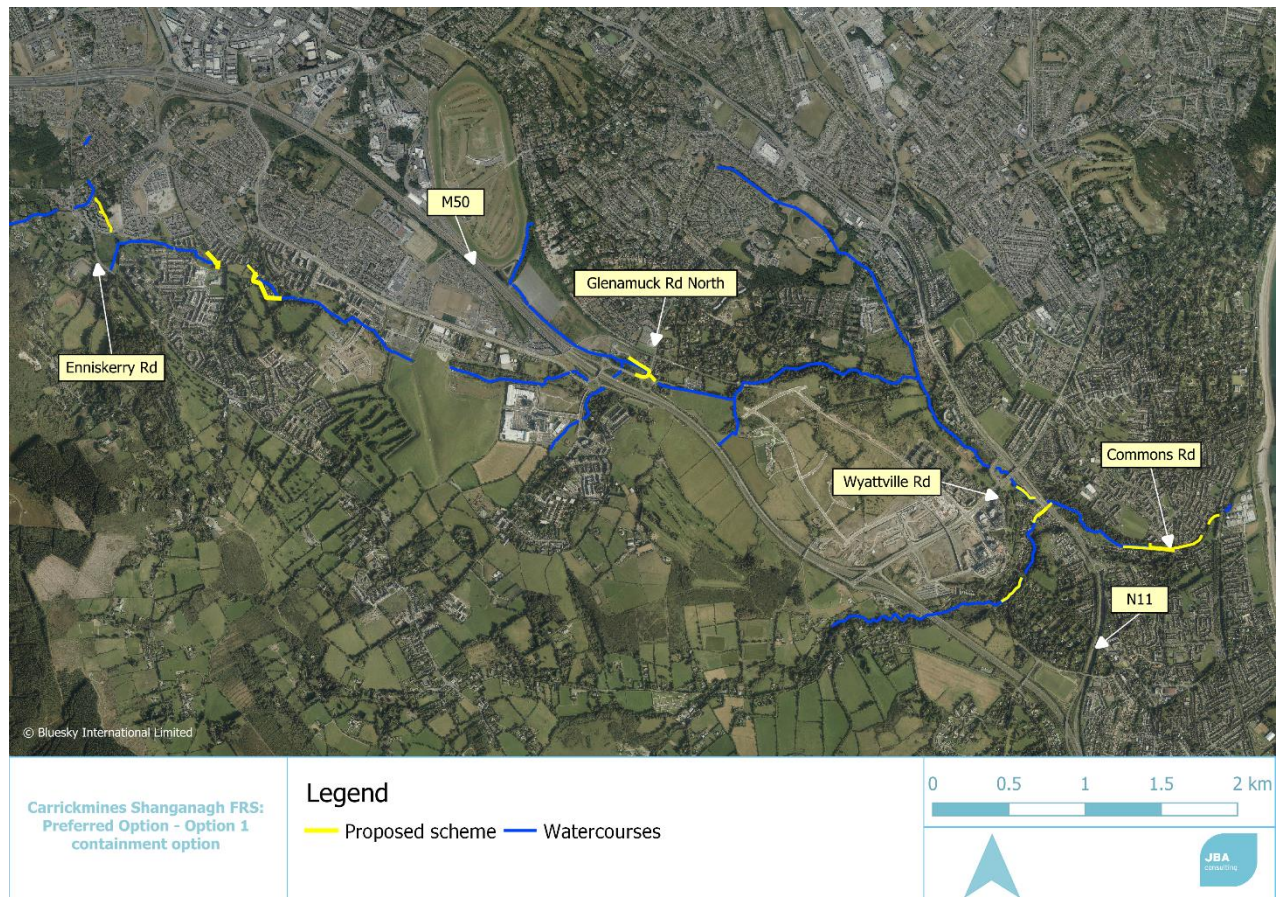 M50
Glenamuck Rd North
Enniskerry Rd
Commons Rd
Wyattville Rd
N11
© Bluesky International Limited
Carrickmines Shanganagh FRS:
Preferred Option - Option 1
containment option
Legend
Proposed scheme
Watercourses
0 0.5 1 1.5 2 km
JBA
consulting